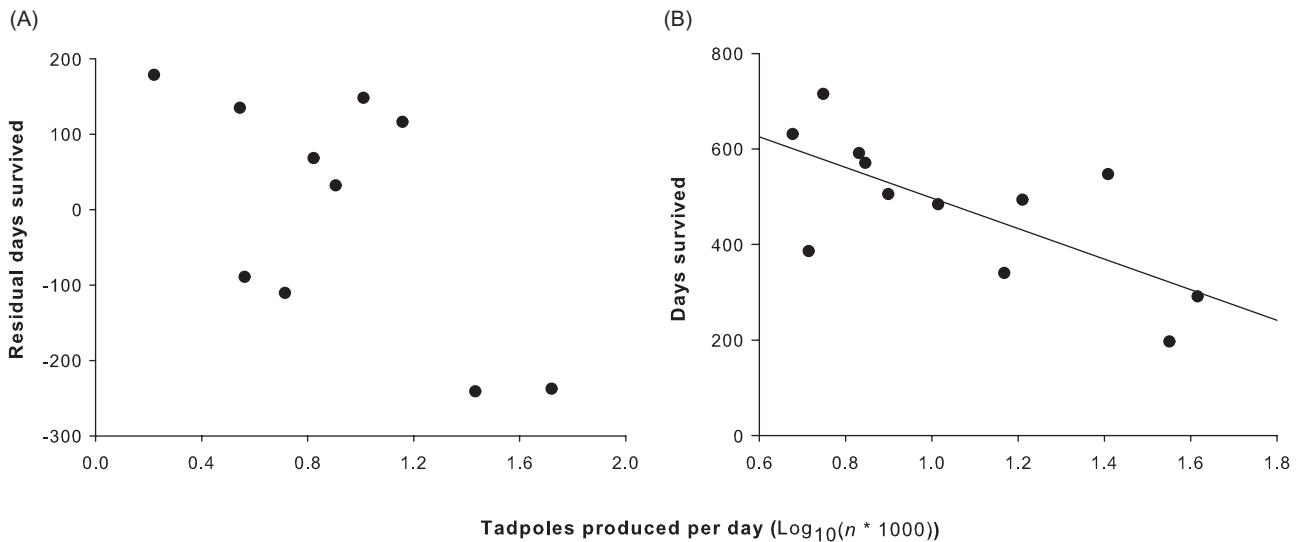 (A)
(B)
Residual days survived
200
100
0
-100
-200
-300
0.0 0.4 0.8 1.2 1.6 2.0
Days survived
800
600
400
200
0
0.6 0.8 1.0 1.2 1.4 1.6 1.8
Tadpoles produced per day (Log10(n * 1000))